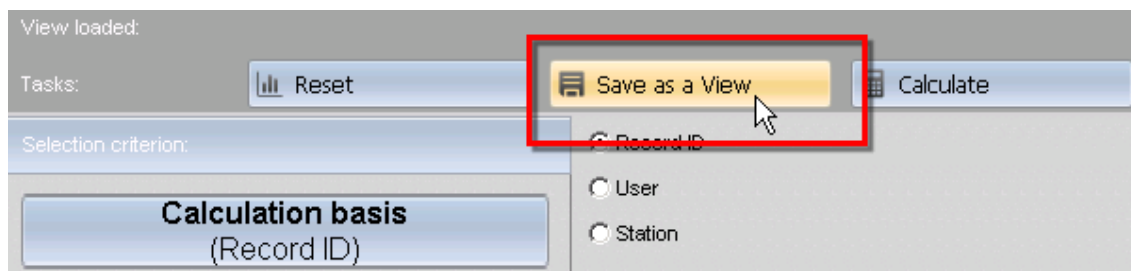 View loaded:
Tasks:
Reset
Save as a View
Calculate
Selection criterion:
Record ID
User
Station
Calculation basis
(Record ID)